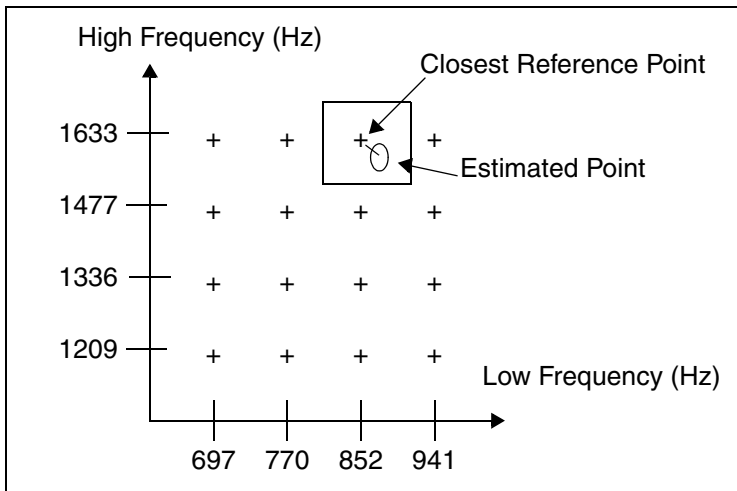 High Frequency (Hz)
Closest Reference Point
1633
Estimated Point
1477
1336
1209
Low Frequency (Hz)
697 770 852 941